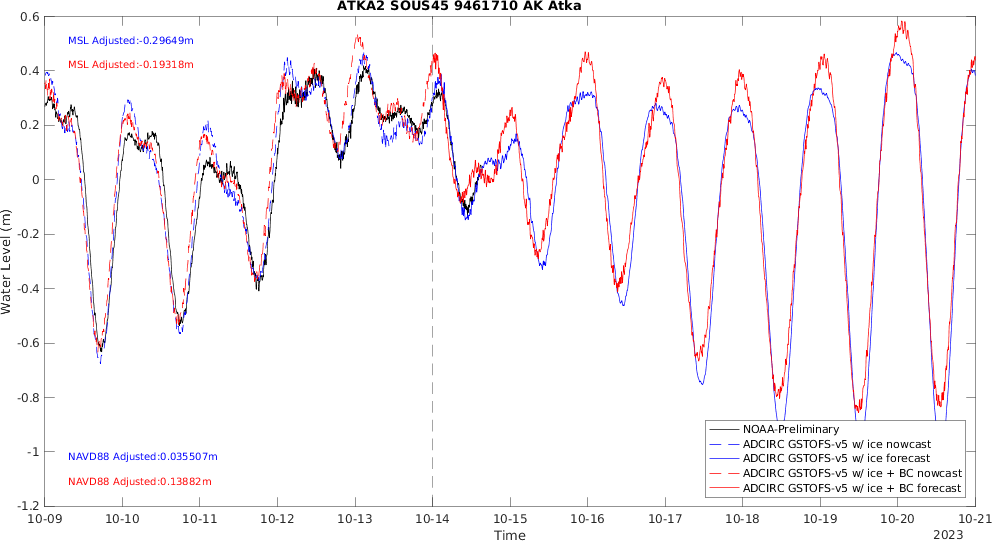 ATKA2 SOUS45 9461710 AK Atka
MSL Adjusted:-0.29649m
MSL Adjusted:-0.19318m
NAVD88 Adjusted:0.035507m
NAVD88 Adjusted:0.13882m
Water Level (m)
0.6
0.4
0.2
0
-0.2
-0.4
-0.6
-0.8
-1
-1.2
NOAA-Preliminary
ADCIRC GSTOFS-v5 w/ ice nowcast
ADCIRC GSTOFS-v5 w/ ice forecast
ADCIRC GSTOFS-v5 w/ ice + BC nowcast
ADCIRC GSTOFS-v5 w/ ice + BC forecast
10-09 10-10 10-11 10-12 10-13 10-14 10-15 10-16 10-17 10-18 10-19 10-20 10-21
Time
2023